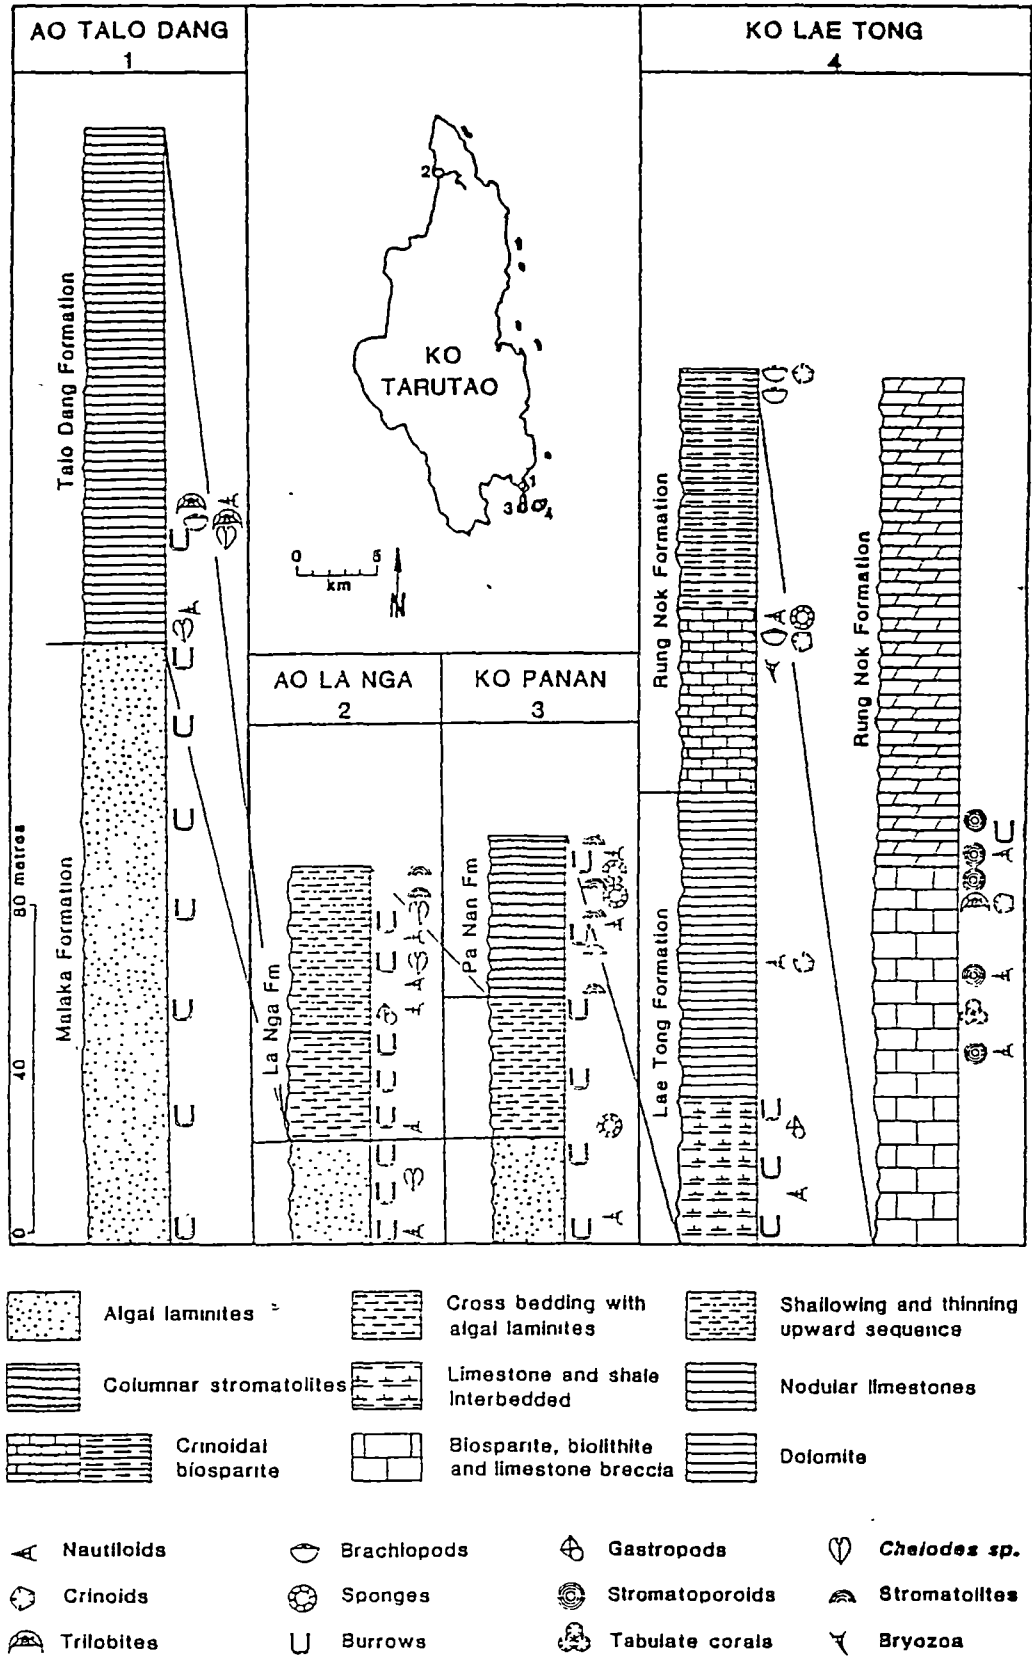 AO TALO DANG
1
KO LAE TONG
4
Talo Dang Formation
Malaka Formation
80 metres
40
0
2
KO
TARUTAO
1
3
4
0
5
km
N
AO LA NGA
2
KO PANAN
3
La Nga Fm
Pa Nan Fm
Rung Nok Formation
Lae Tong Formation
Rung Nok Formation
Algal laminites
Cross bedding with
algal laminites
Shallowing and thinning
upward sequence
Columnar stromatolites
Limestone and shale
Interbedded
Nodular limestones
Crinoidal
biosparite
Biosparite, biolithite
and limestone breccia
Dolomite
Nautiloids
Brachiopods
Gastropods
Chelodes sp.
Crinoids
Sponges
Stromatoporoids
Stromatolites
Trilobites
Burrows
Tabulate corals
Bryozoa